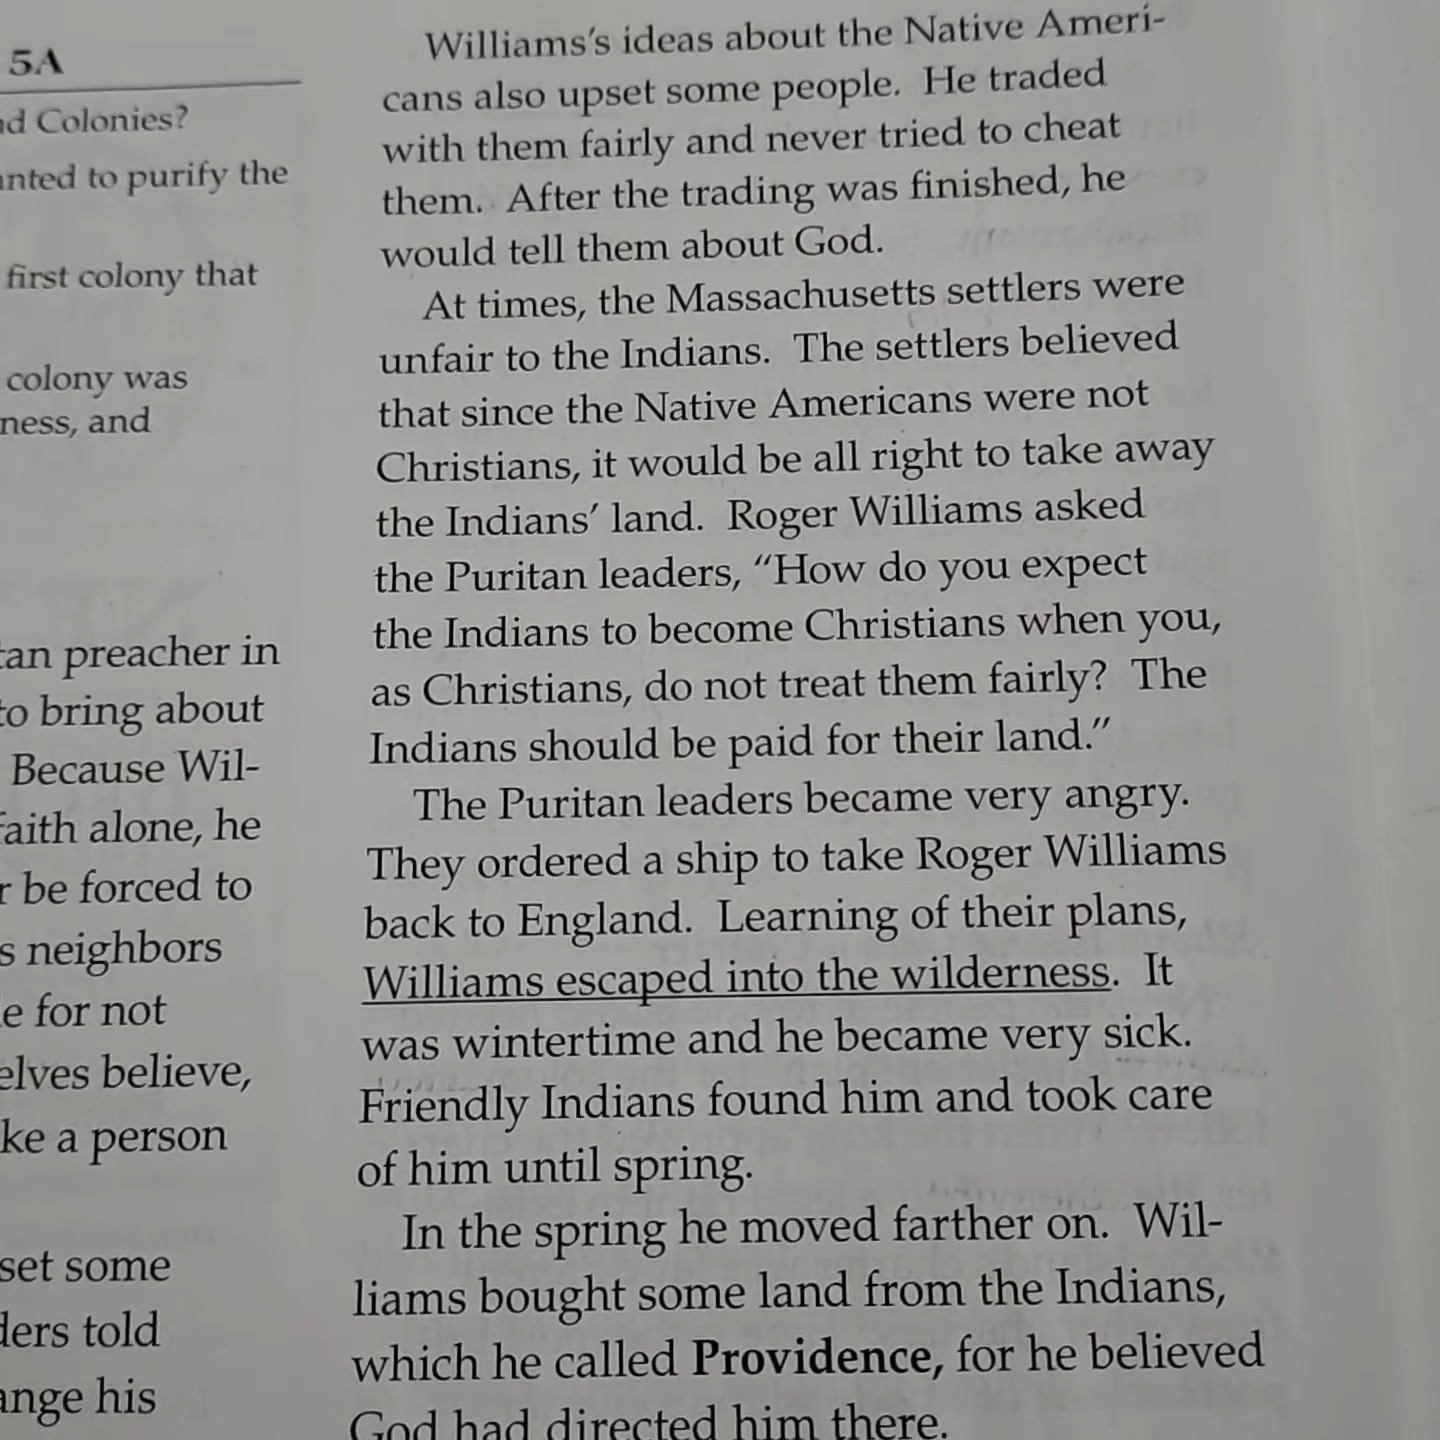 5A
nd Colonies?
anted to purify the
first colony that
colony was
ness, and
tan preacher in
to bring about
Because Wil-
faith alone, he
r be forced to
s neighbors
e for not
elves believe,
ke a person
set some
ders told
ange his
Williams's ideas about the Native Ameri-
cans also upset some people. He traded
with them fairly and never tried to cheat
them. After the trading was finished, he
would tell them about God.
At times, the Massachusetts settlers were
unfair to the Indians. The settlers believed
that since the Native Americans were not
Christians, it would be all right to take away
the Indians' land. Roger Williams asked
the Puritan leaders, "How do you expect
the Indians to become Christians when you,
as Christians, do not treat them fairly? The
Indians should be paid for their land."
The Puritan leaders became very angry.
They ordered a ship to take Roger Williams
back to England. Learning of their plans,
Williams escaped into the wilderness. It
was wintertime and he became very sick.
Friendly Indians found him and took care
of him until spring.
In the spring he moved farther on. Wil-
liams bought some land from the Indians,
which he called Providence, for he believed
God had directed him there.